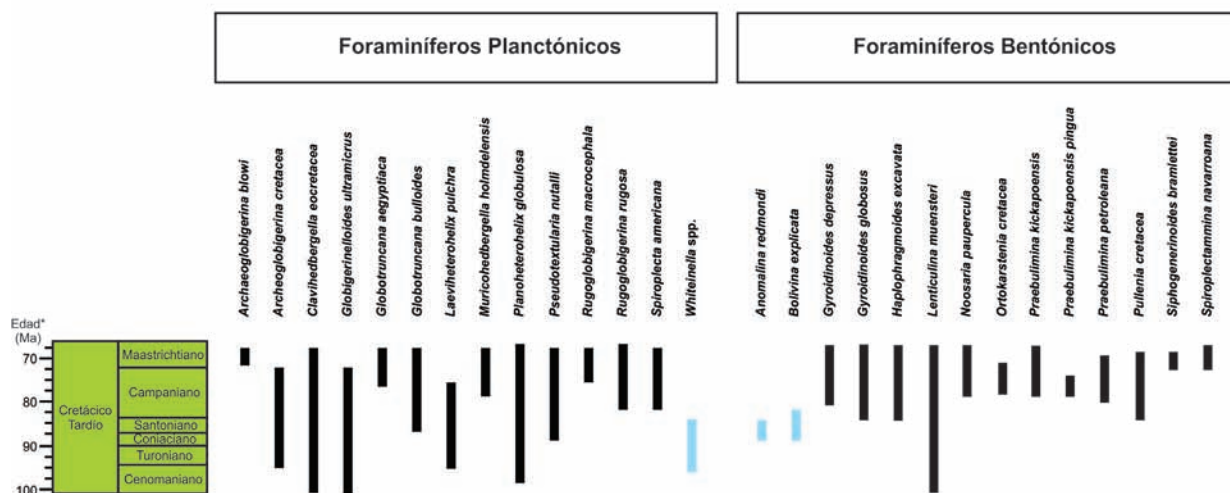 Foraminíferos Planctónicos
Foraminíferos Bentónicos
Archaeoglobigerina blowi
Archeoglobigerina cretacea
Clavihedbergella eocretacea
Globigerinelloides ultramicrus
Globotruncana aegyptiaca
Globotruncana bulloides
Laeviheterohelix pulchra
Muricohedbergella holmdelensis
Planoheterohelix globulosa
Pseudotextularia nutalli
Rugoglobigerina macrocephala
Rugoglobigerina rugosa
Spiroplecta americana
Whiteinella spp.
Anomalina redmondi
Bolivina explicata
Gyroidinoides depressus
Gyroidinoides globosus
Haplophragmoides excavata
Lenticulina muensteri
Noosaria paupercula
Ortokarstenia cretacea
Praebulimina kickapoensis
Praebulimina kickapoensis pingua
Praebulimina petroleana
Pullenia cretacea
Siphogenerinoides bramlettei
Spiroplectammina navarroana
Edad*
(Ma)
70
80
90
100
Cretácico
Tardío
Maastrichtiano
Campaniano
Santoniano
Coniaciano
Turoniano
Cenomaniano